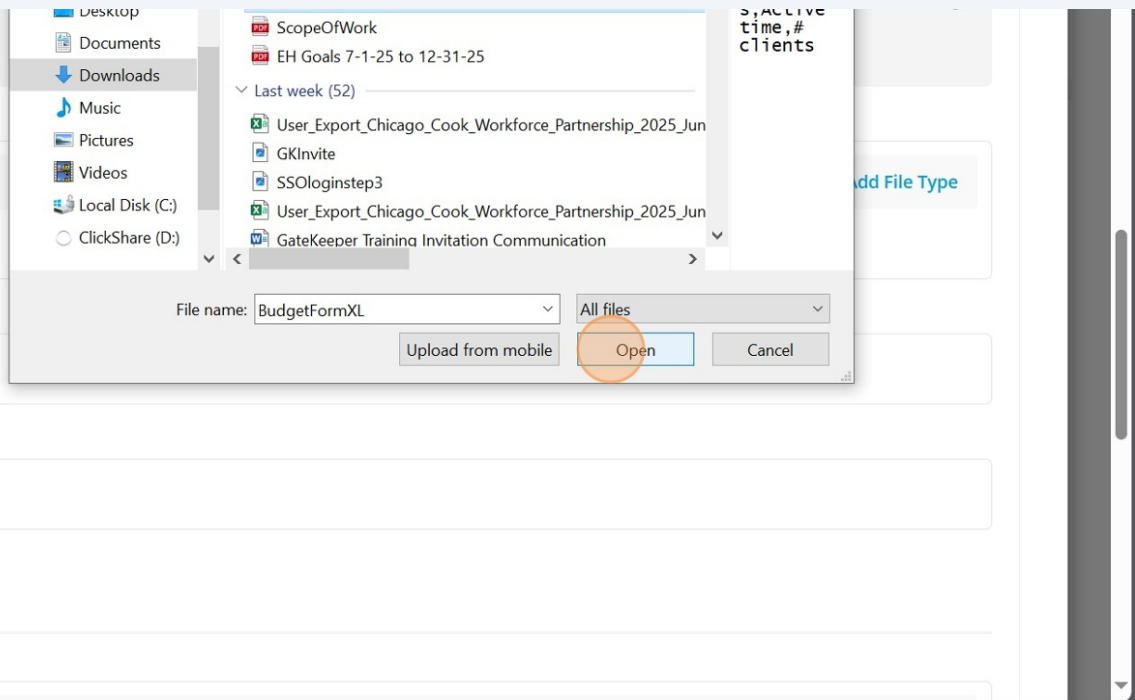 Desktop
Documents
Downloads
Music
Pictures
Videos
Local Disk (C:)
ClickShare (D:)
ScopeOfWork
EH Goals 7-1-25 to 12-31-25
Last week (52)
User_Export_Chicago_Cook_Workforce_Partnership_2025_Jun
GKInvite
SSOloginstep3
User_Export_Chicago_Cook_Workforce_Partnership_2025_Jun
GateKeeper Training Invitation Communication
s,Active
time,#
clients
Add File Type
File name: BudgetFormXL
All files
Upload from mobile
Open
Cancel